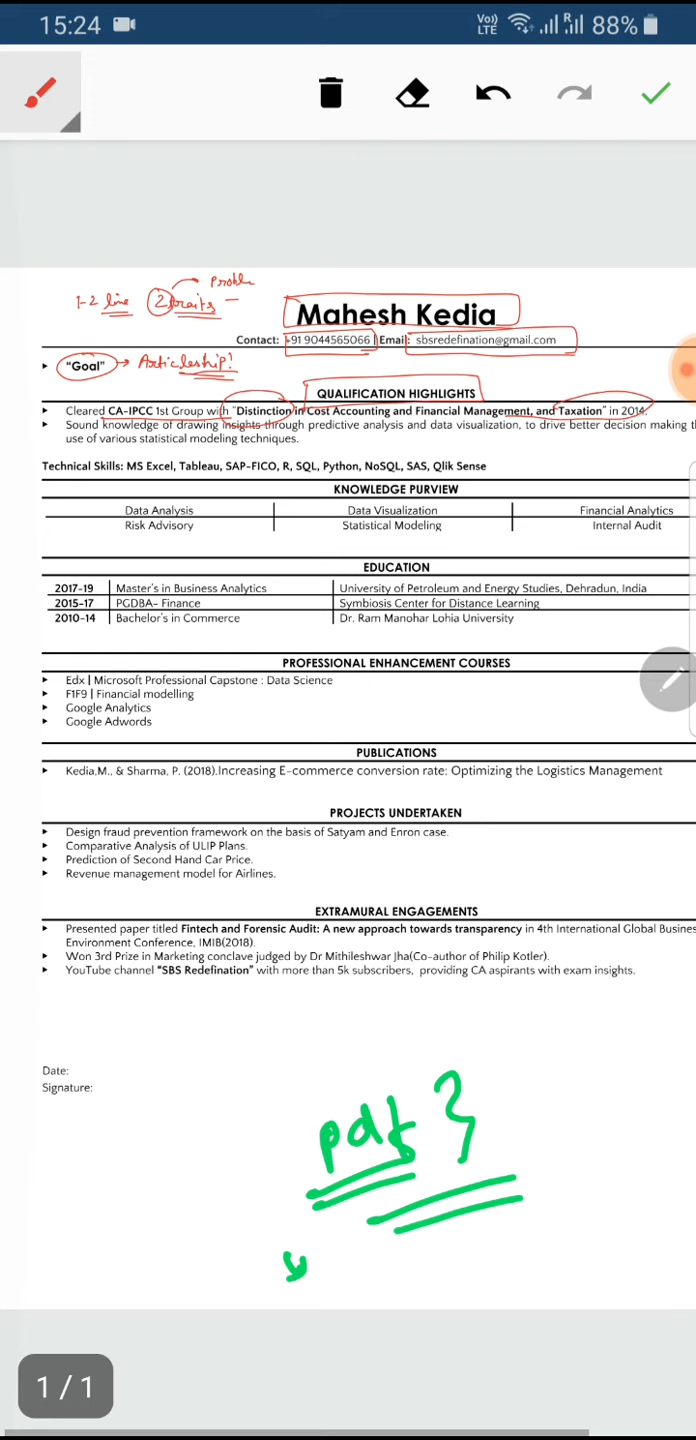 15:24 Vo)) LTE R 88%
1-2 line 2 traits Proble
Mahesh Kedia
Contact: +91 9044565066 | Email: sbsredefination@gmail.com
"Goal" Articleship?
QUALIFICATION HIGHLIGHTS
Cleared CA-IPCC 1st Group with "Distinction in Cost Accounting and Financial Management, and Taxation" in 2014.
Sound knowledge of drawing insights through predictive analysis and data visualization, to drive better decision making
use of various statistical modeling techniques.
Technical Skills: MS Excel, Tableau, SAP-FICO, R, SQL, Python, NoSQL, SAS, Qlik Sense
KNOWLEDGE PURVIEW
Data Analysis Data Visualization Financial Analytics
Risk Advisory Statistical Modeling Internal Audit
EDUCATION
2017-19 Master's in Business Analytics University of Petroleum and Energy Studies, Dehradun, India
2015-17 PGDBA- Finance Symbiosis Center for Distance Learning
2010-14 Bachelor's in Commerce Dr. Ram Manohar Lohia University
PROFESSIONAL ENHANCEMENT COURSES
Edx | Microsoft Professional Capstone : Data Science
F1F9 | Financial modelling
Google Analytics
Google Adwords
PUBLICATIONS
Kedia,M., & Sharma, P. (2018).Increasing E-commerce conversion rate: Optimizing the Logistics Management
PROJECTS UNDERTAKEN
Design fraud prevention framework on the basis of Satyam and Enron case.
Comparative Analysis of ULIP Plans.
Prediction of Second Hand Car Price.
Revenue management model for Airlines.
EXTRAMURAL ENGAGEMENTS
Presented paper titled Fintech and Forensic Audit: A new approach towards transparency in 4th International Global Busines
Environment Conference, IMIB(2018).
Won 3rd Prize in Marketing conclave judged by Dr Mithileshwar Jha(Co-author of Philip Kotler).
YouTube channel "SBS Redefination" with more than 5k subscribers, providing CA aspirants with exam insights.
Date:
Signature:
pdf
1 / 1